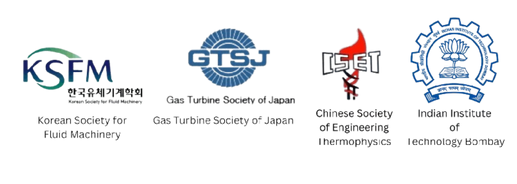 KSFM
한국유체기계학회
Korean Society for Fluid Machinery
Korean Society for
Fluid Machinery
GTSJ
Gas Turbine Society of Japan
Gas Turbine Society of Japan
CSET
Chinese Society
of Engineering
Thermophysics
Indian Institute
of
Technology Bombay